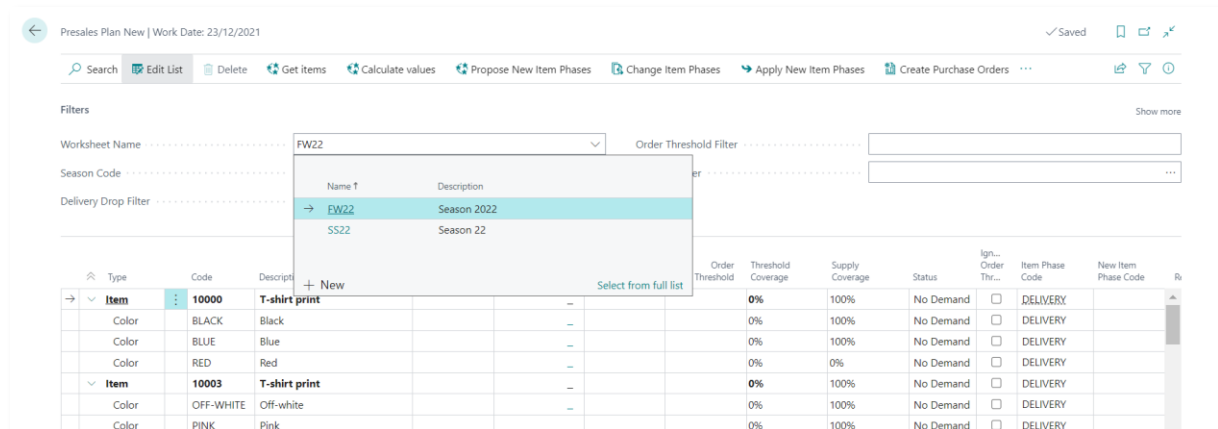 Presales Plan New | Work Date: 23/12/2021
Saved
Search Edit List Delete Get items Calculate values Propose New Item Phases Change Item Phases Apply New Item Phases Create Purchase Orders ...
Filters
Show more
Worksheet Name FW22 Order Threshold Filter
Season Code ...
Delivery Drop Filter
Name ↑ Description
→ FW22 Season 2022
SS22 Season 22
+ New Select from full list
Type Code Order Threshold Threshold Coverage Supply Coverage Status Ign... Order Thr... Item Phase Code New Item Phase Code
→ Item 10000 T-shirt print _ 0% 100% No Demand DELIVERY
Color BLACK Black _ 0% 100% No Demand DELIVERY
Color BLUE Blue _ 0% 100% No Demand DELIVERY
Color RED Red _ 0% 0% No Demand DELIVERY
Item 10003 T-shirt print _ 0% 100% No Demand DELIVERY
Color OFF-WHITE Off-white _ 0% 100% No Demand DELIVERY
Color PINK Pink 0% 100% No Demand DELIVERY